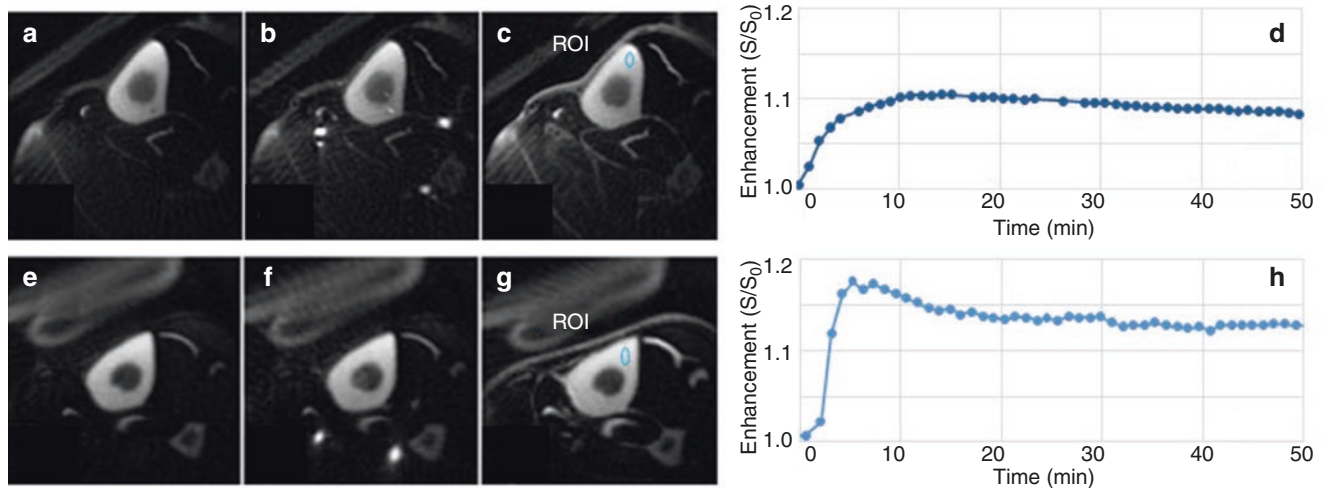 a
b
c
ROI
Enhancement (S/S₀)
1.2
1.1
1.0
d
0 10 20 30 40 50
Time (min)
e
f
g
ROI
Enhancement (S/S₀)
1.2
1.1
1.0
h
0 10 20 30 40 50
Time (min)